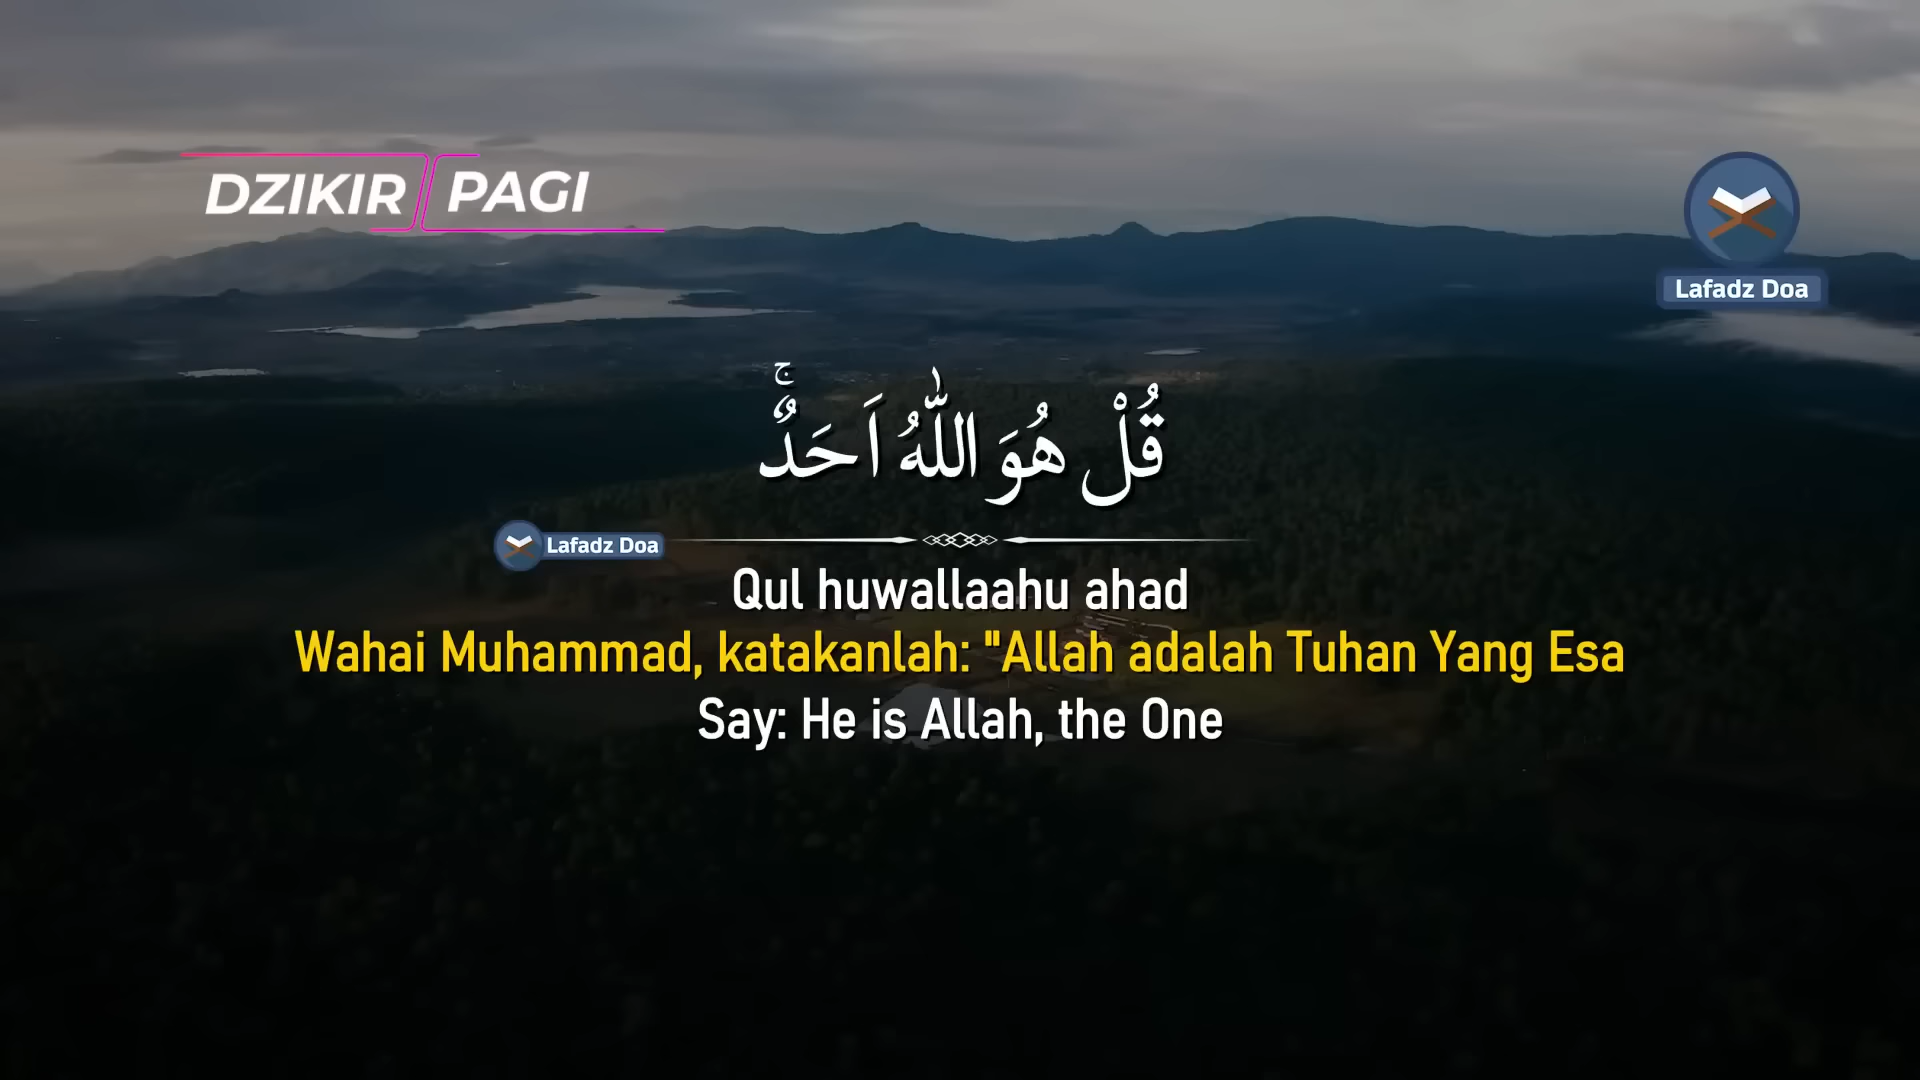 DZIKIR PAGI
Lafadz Doa
قُلْ هُوَ اللّٰهُ اَحَدٌۚ
Lafadz Doa
Qul huwallaahu ahad
Wahai Muhammad, katakanlah: "Allah adalah Tuhan Yang Esa
Say: He is Allah, the One